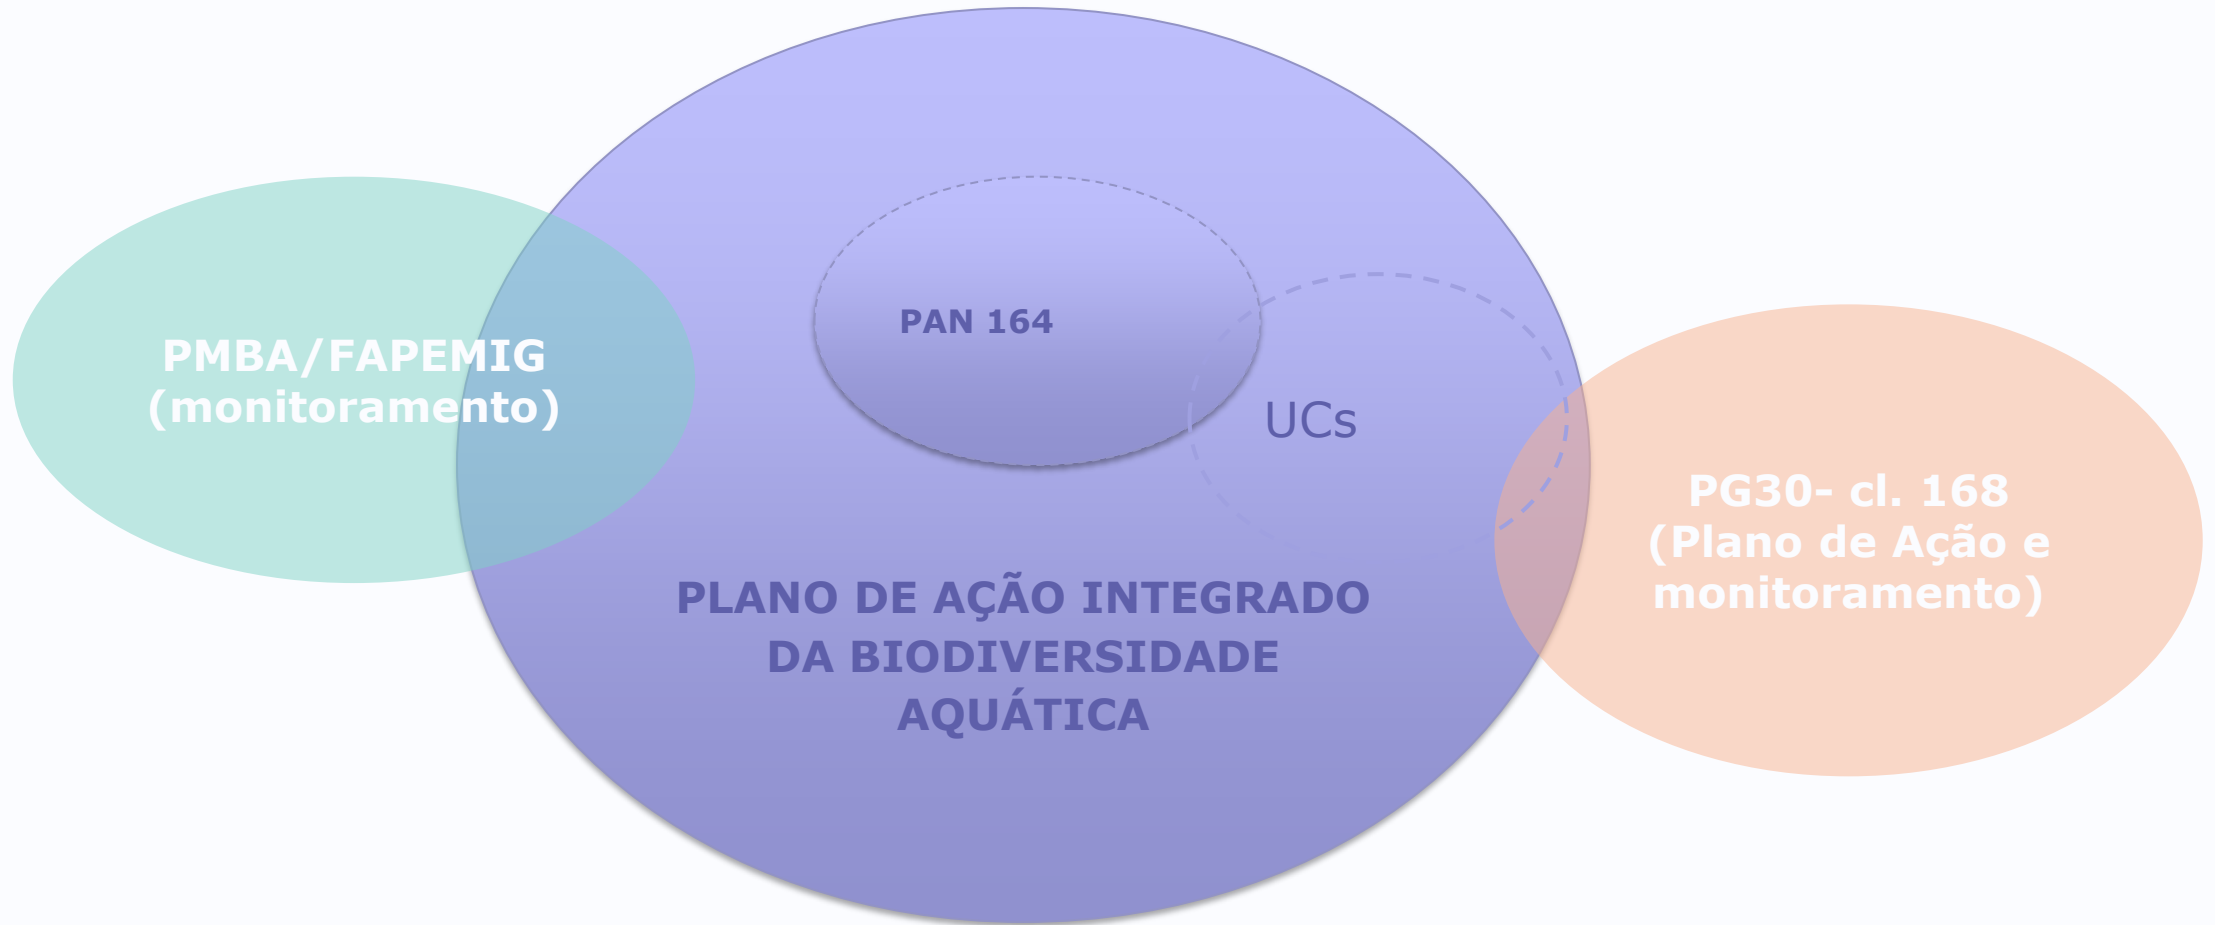 PAN 164
PMBA/FAPEMIG
(monitoramento)
UCs
PG30- cl. 168
(Plano de Ação e
monitoramento)
PLANO DE AÇÃO INTEGRADO
DA BIODIVERSIDADE
AQUÁTICA